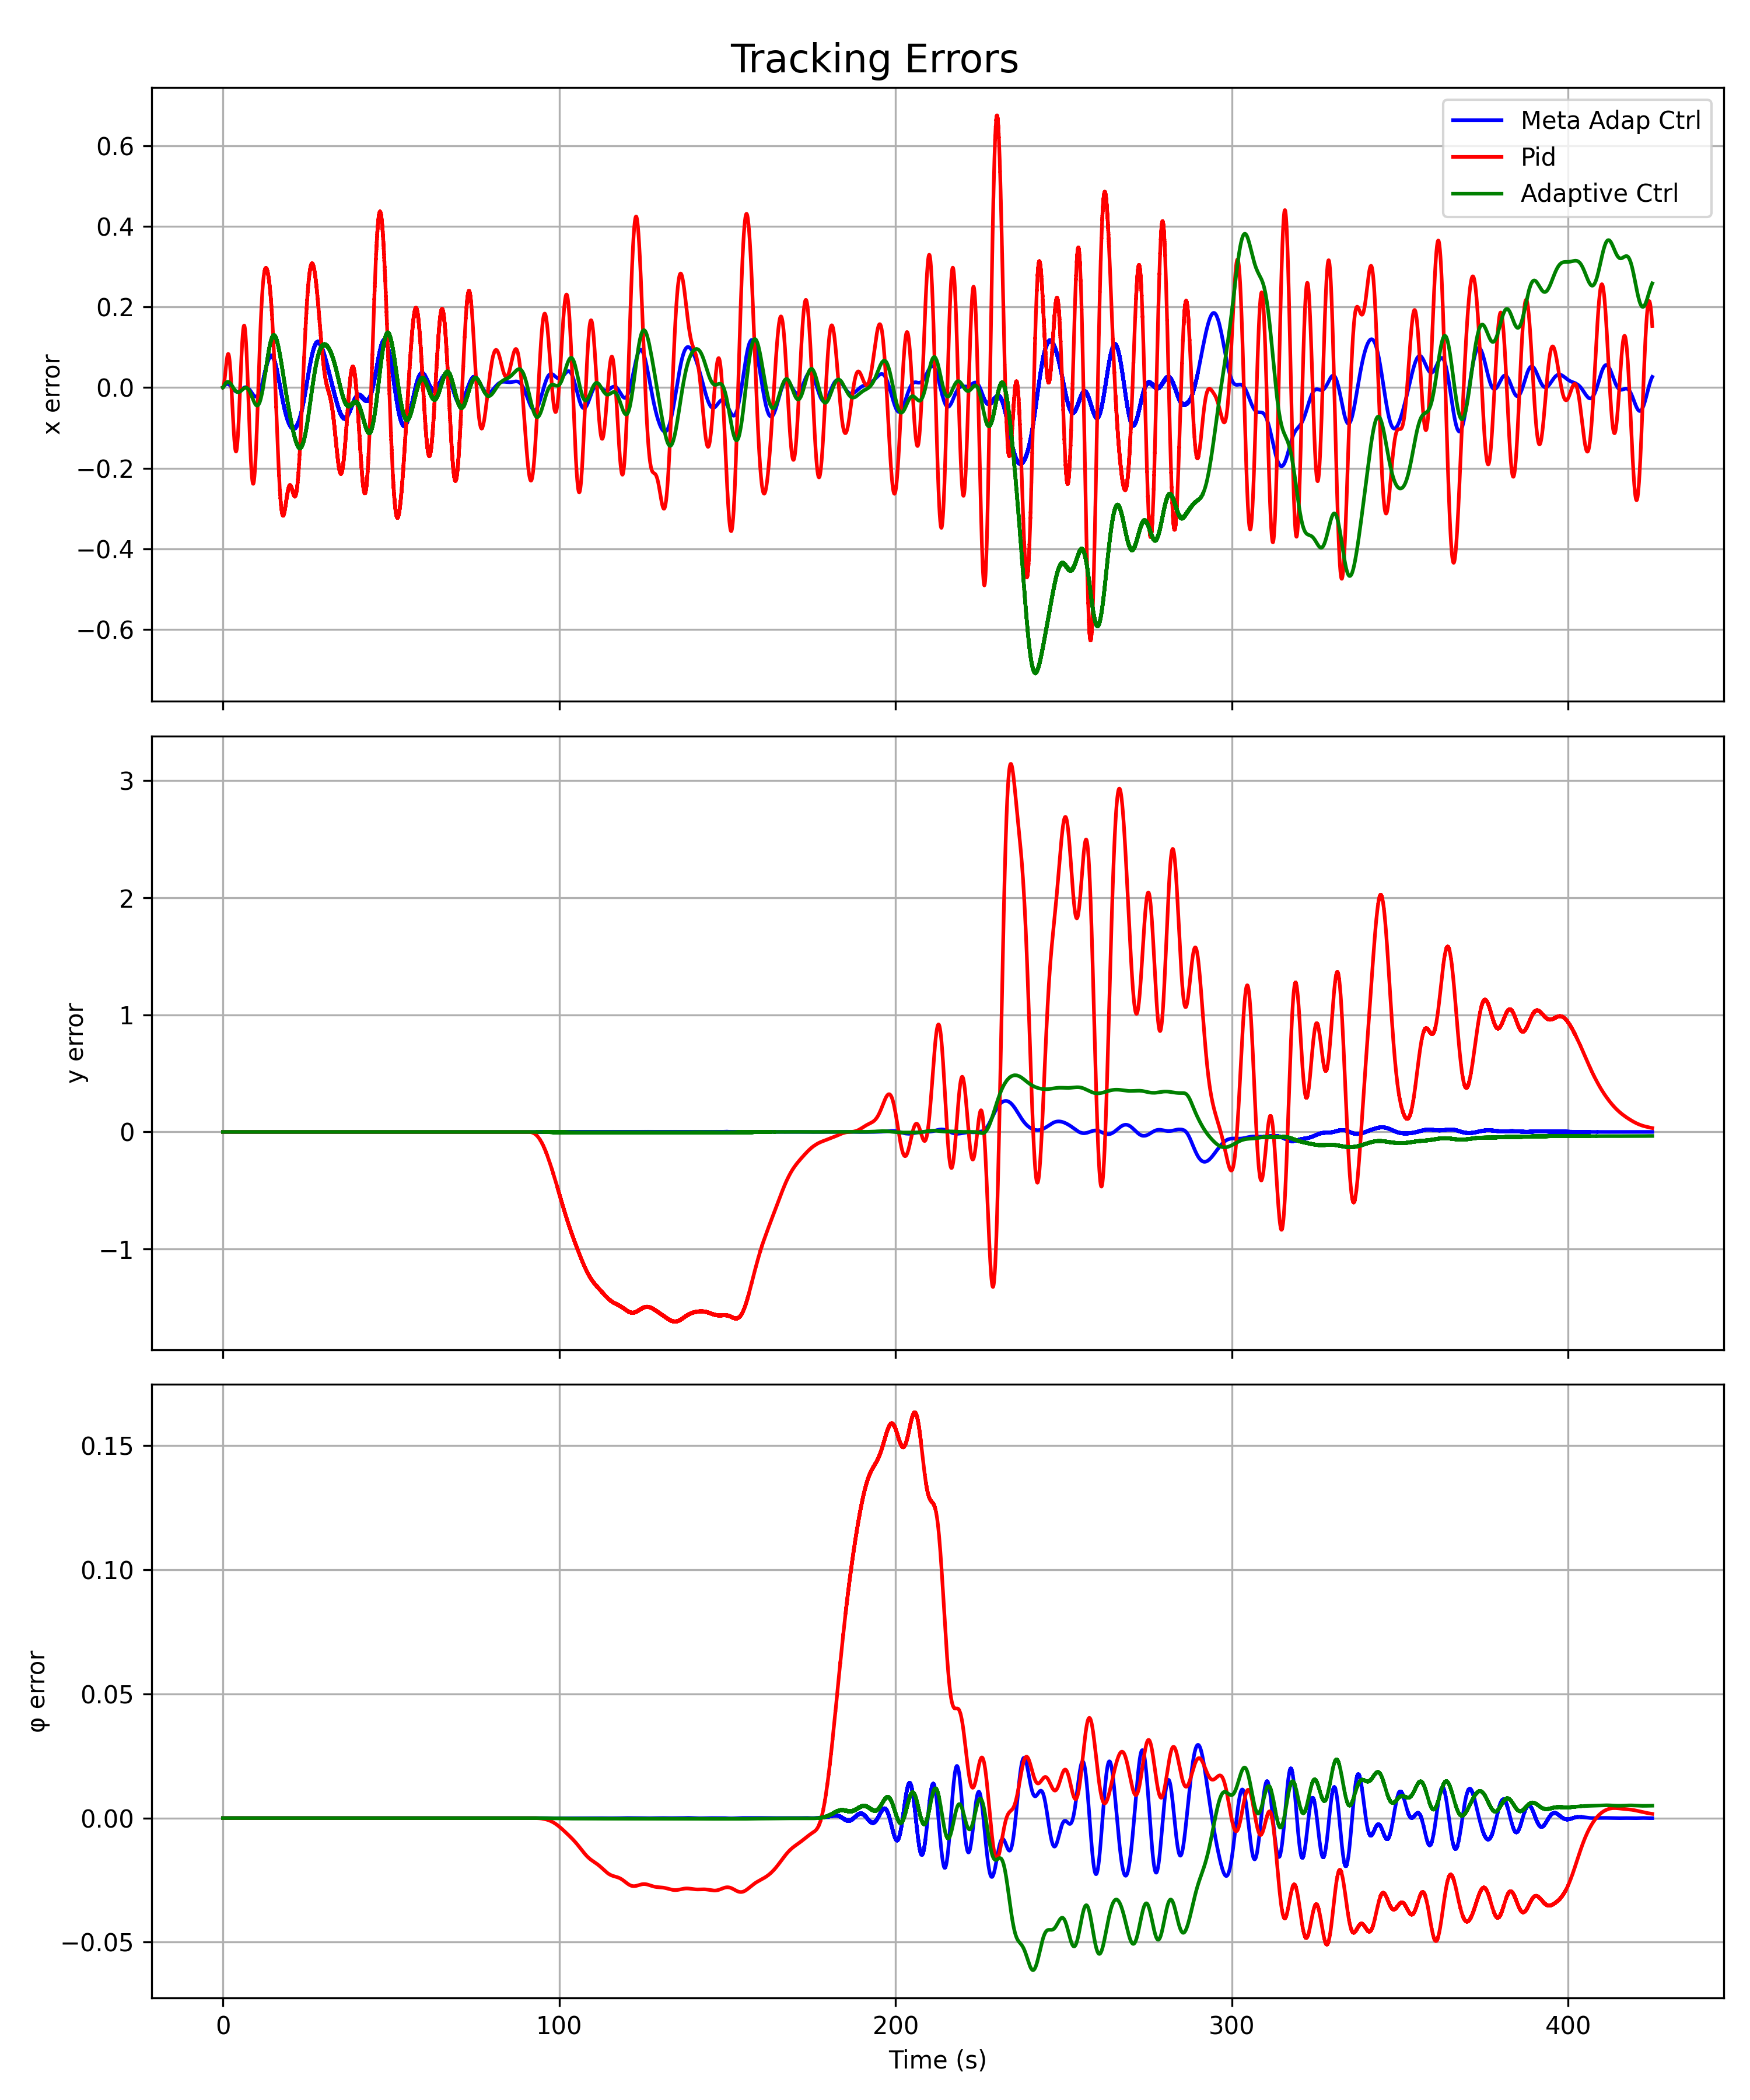 Tracking Errors
Meta Adap Ctrl
Pid
Adaptive Ctrl
x error
0.6
0.4
0.2
0.0
−0.2
−0.4
−0.6
y error
3
2
1
0
−1
φ error
0.15
0.10
0.05
0.00
−0.05
0 100 200 300 400
Time (s)